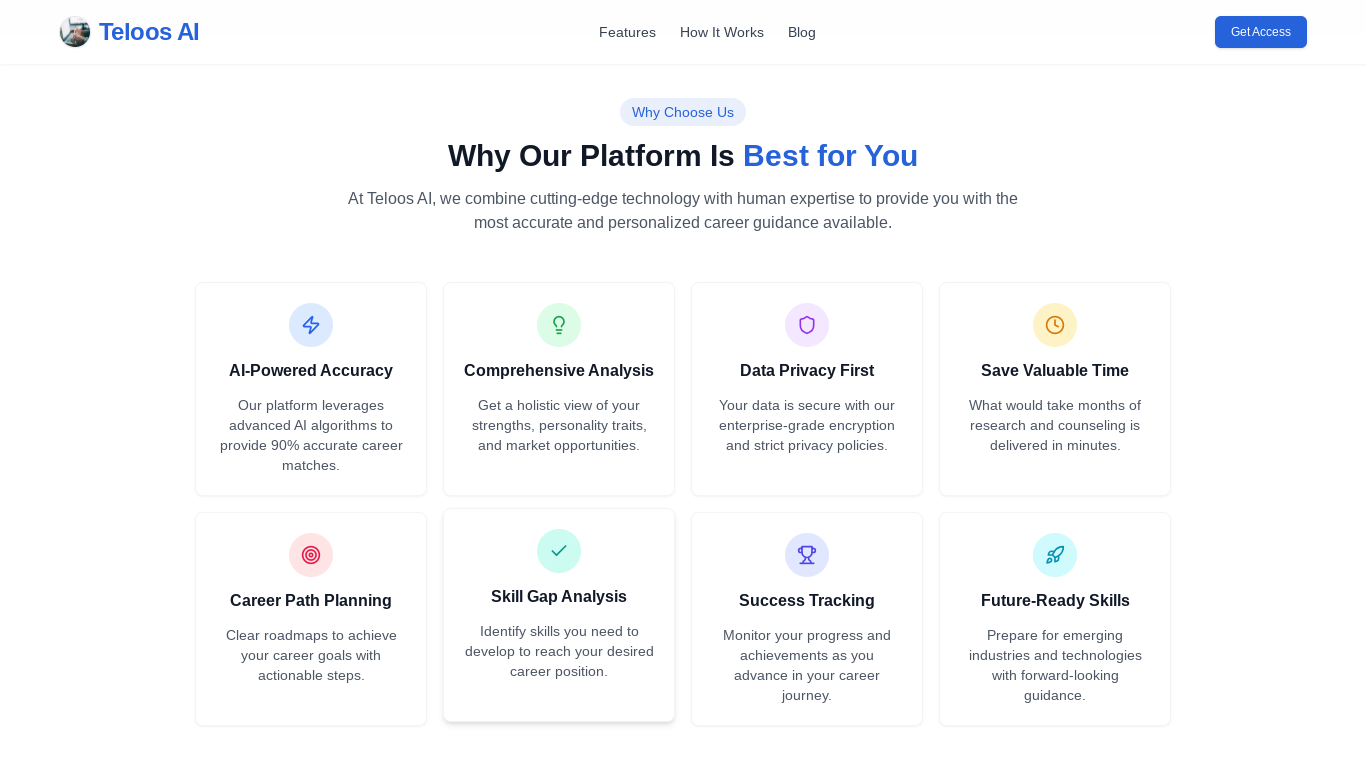 Teloos AI
Features
How It Works
Blog
Get Access
Why Choose Us
Why Our Platform Is Best for You
At Teloos AI, we combine cutting-edge technology with human expertise to provide you with the
most accurate and personalized career guidance available.
AI-Powered Accuracy
Our platform leverages
advanced AI algorithms to
provide 90% accurate career
matches.
Comprehensive Analysis
Get a holistic view of your
strengths, personality traits,
and market opportunities.
Data Privacy First
Your data is secure with our
enterprise-grade encryption
and strict privacy policies.
Save Valuable Time
What would take months of
research and counseling is
delivered in minutes.
Career Path Planning
Clear roadmaps to achieve
your career goals with
actionable steps.
Skill Gap Analysis
Identify skills you need to
develop to reach your desired
career position.
Success Tracking
Monitor your progress and
achievements as you
advance in your career
journey.
Future-Ready Skills
Prepare for emerging
industries and technologies
with forward-looking
guidance.